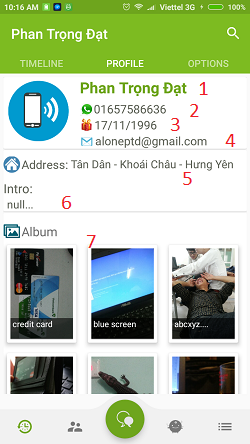 10:16 AM Viettel 3G 100%
Phan Trọng Đạt
TIMELINE PROFILE OPTIONS
Phan Trọng Đạt 1
01657586636 2
17/11/1996 3
aloneptd@gmail.com 4
Address: Tân Dân - Khoái Châu - Hưng Yên
5
Intro:
null... 6
Album
7
credit card blue screen abcxyz....